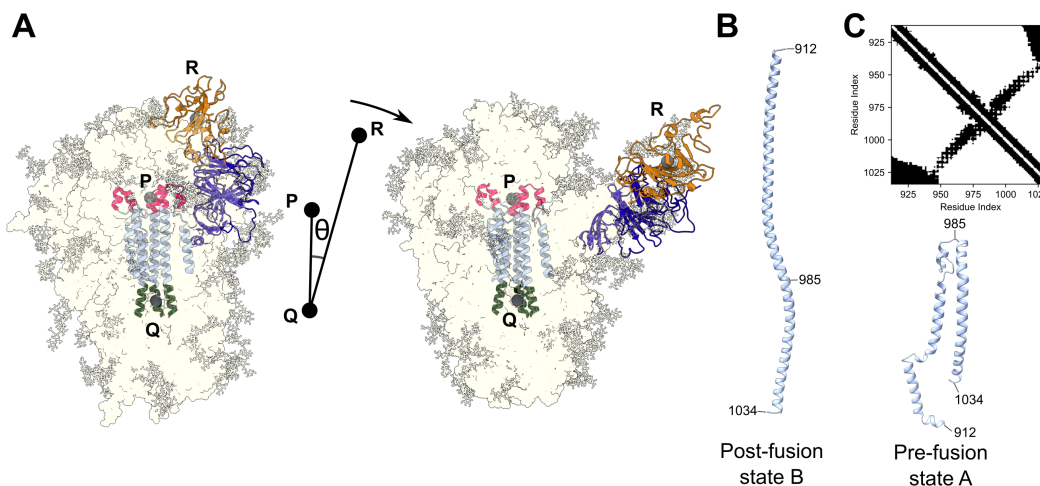 A
B
C
R
P
Q
R
P
θ
Q
R
P
Q
912
985
1034
Post-fusion
state B
925
950
975
1000
1025
Residue Index
925
950
975
1000
Residue Index
985
1034
912
Pre-fusion
state A